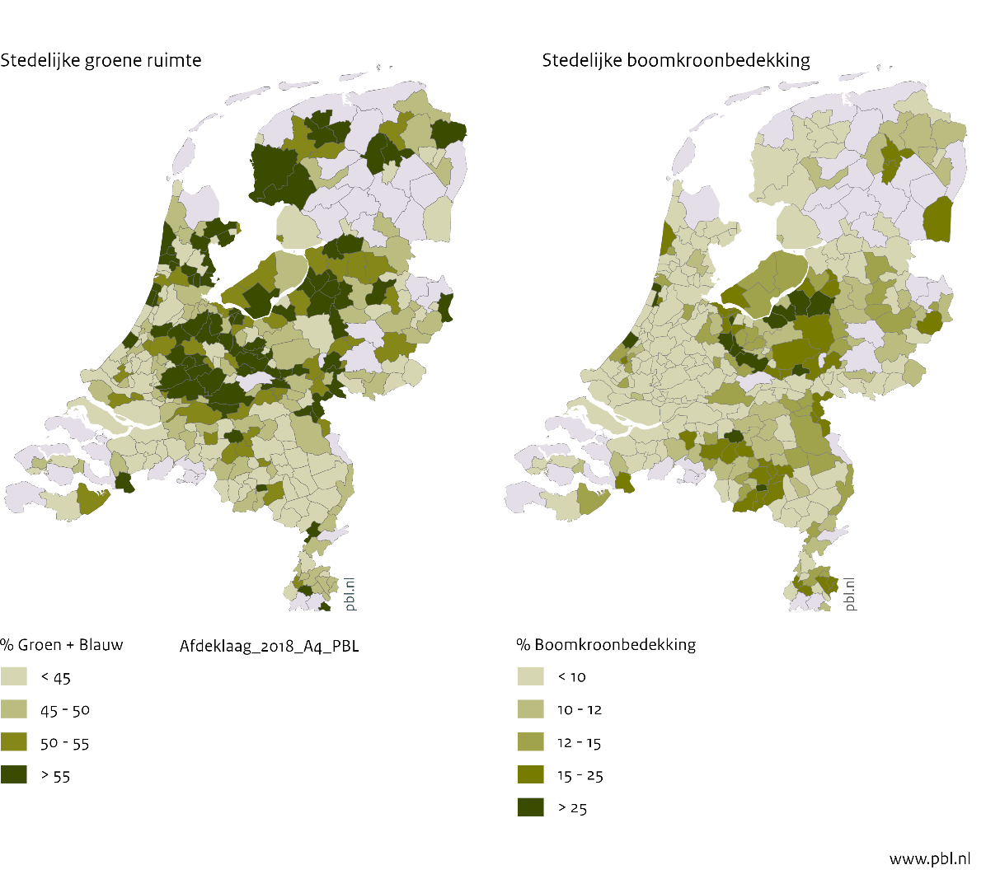 Stedelijke groene ruimte
Stedelijke boomkroonbedekking
pbl.nl
pbl.nl
% Groen + Blauw
Afdeklaag_2018_A4_PBL
< 45
45 - 50
50 - 55
> 55
% Boomkroonbedekking
< 10
10 - 12
12 - 15
15 - 25
> 25
www.pbl.nl